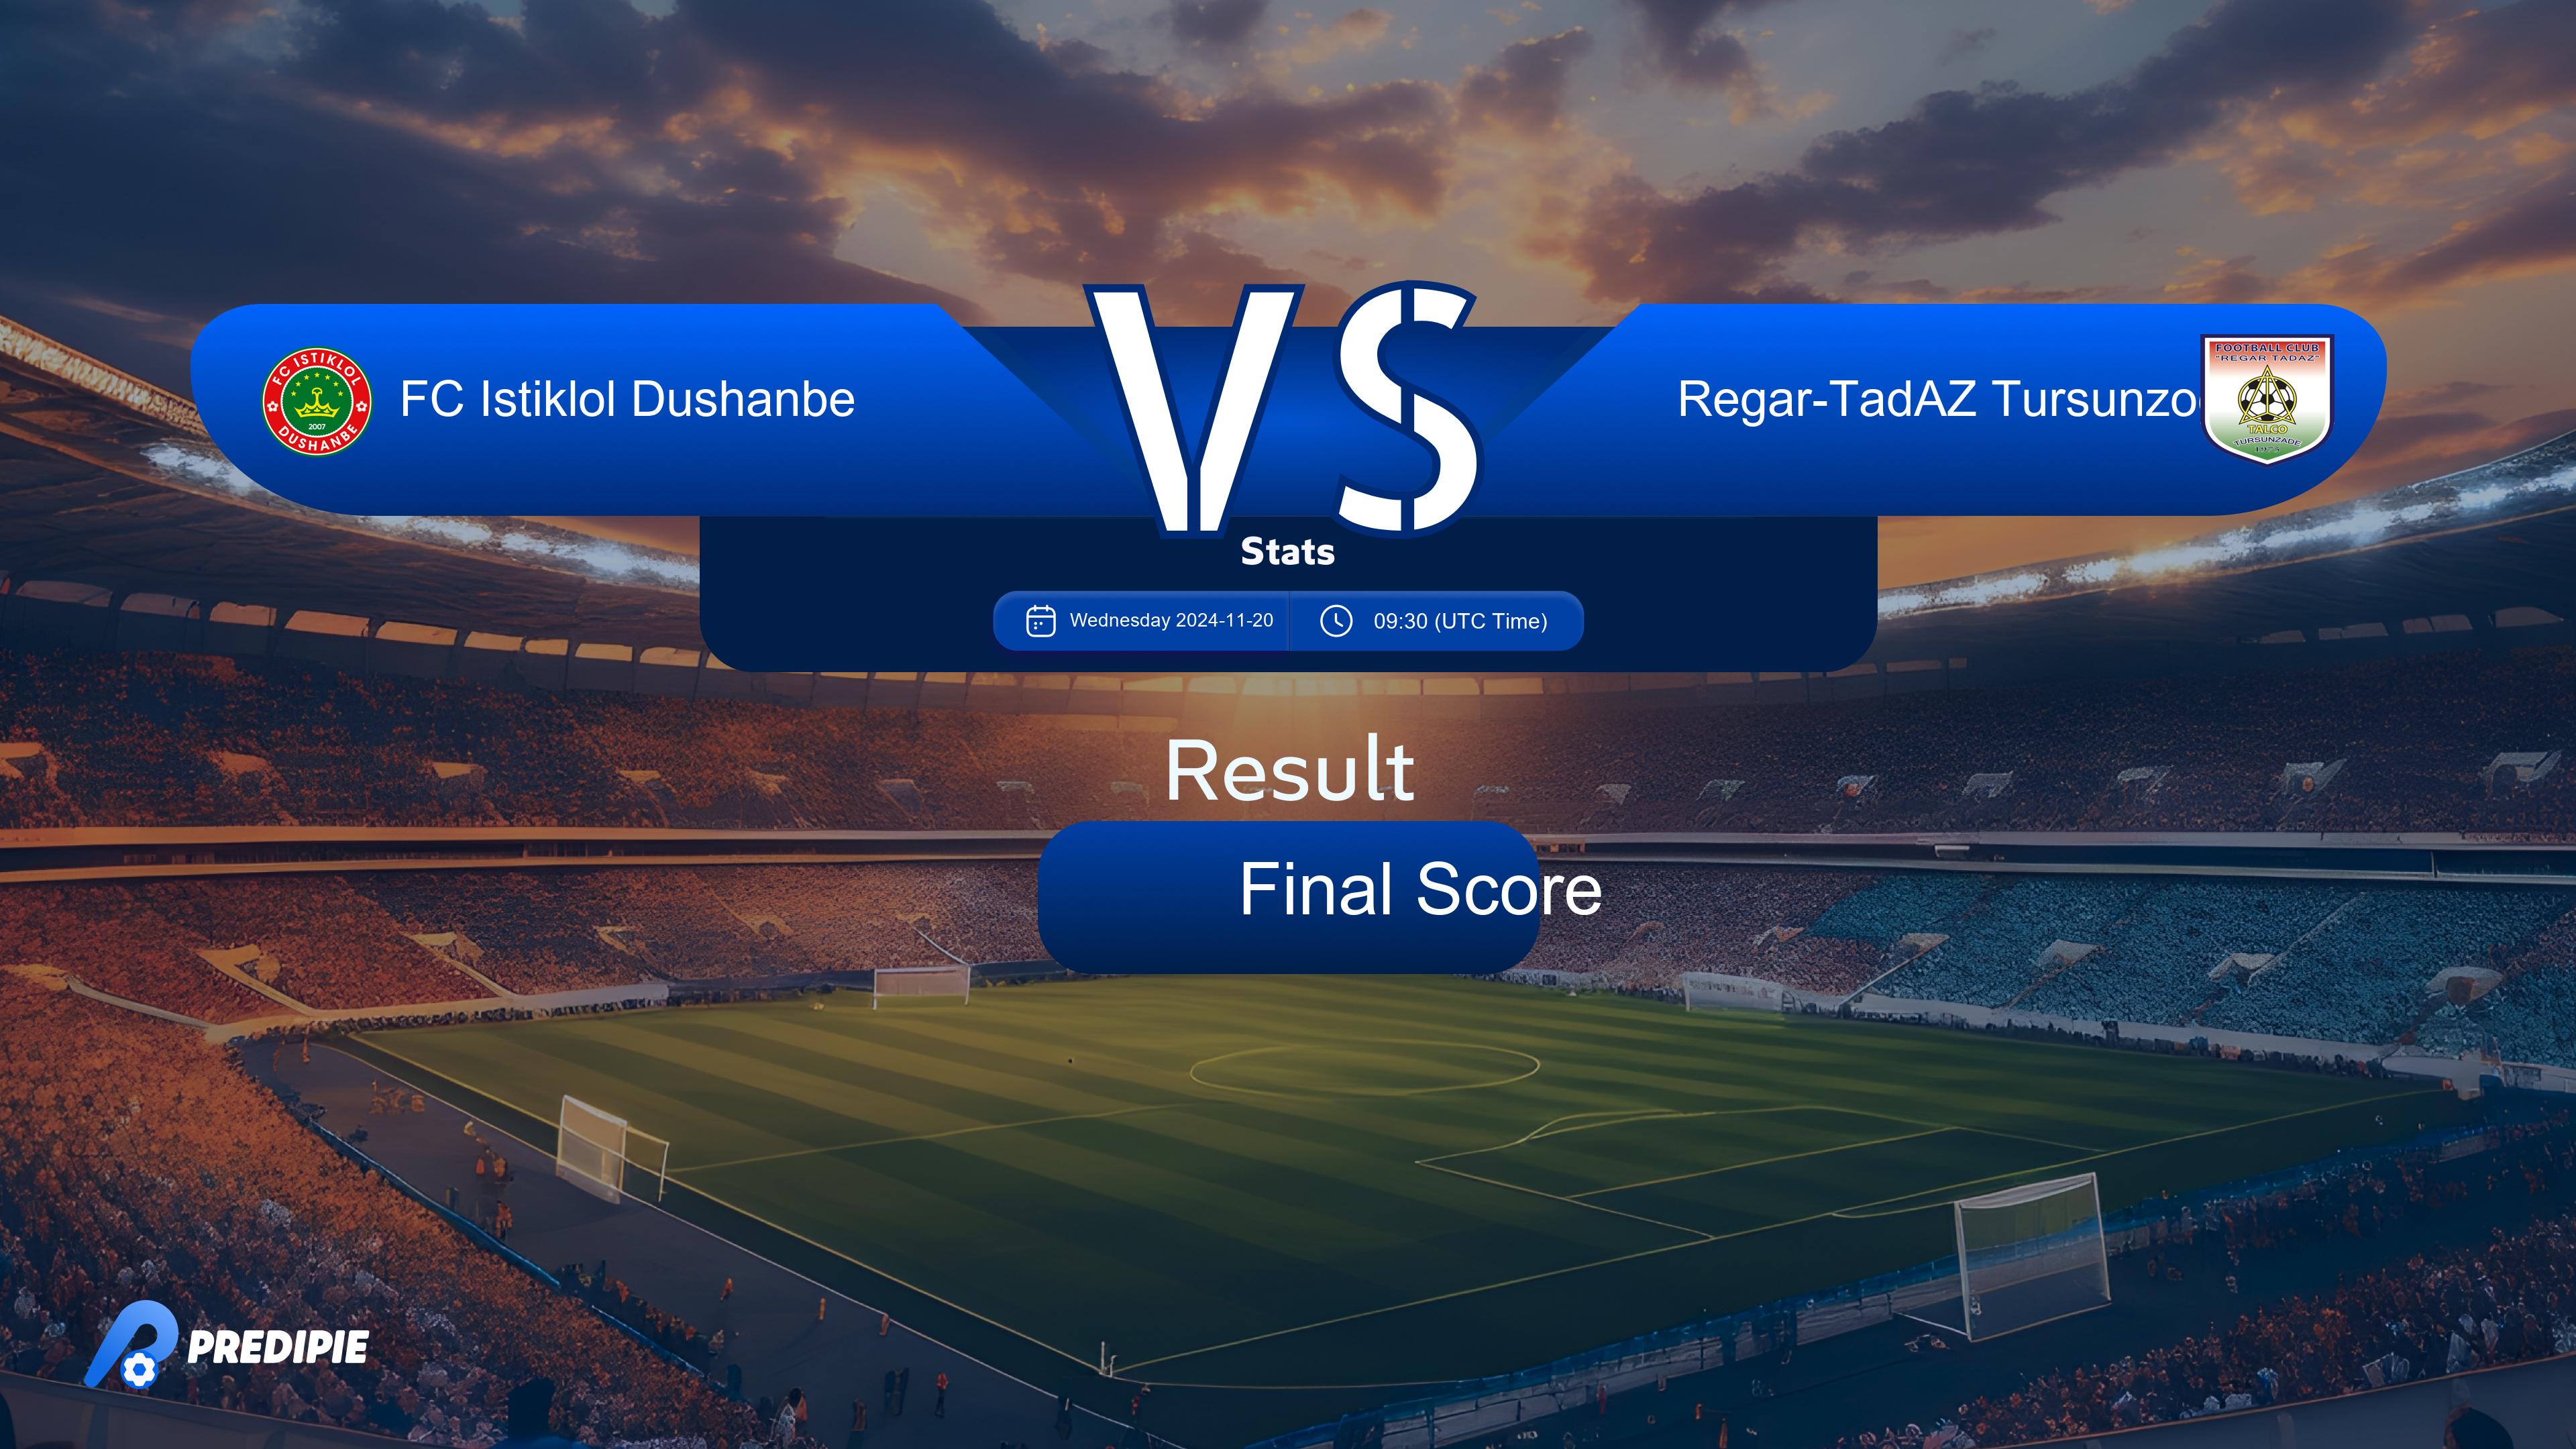 FC ISTIKLOL
2007
DUSHANBE
FC Istiklol Dushanbe
VS
Regar-TadAZ Tursunzo
FOOTBALL CLUB
"REGAR TADAZ"
TALCO
TURSUNZADE
Stats
Wednesday 2024-11-20
09:30 (UTC Time)
Result
Final Score
PREDIPIE